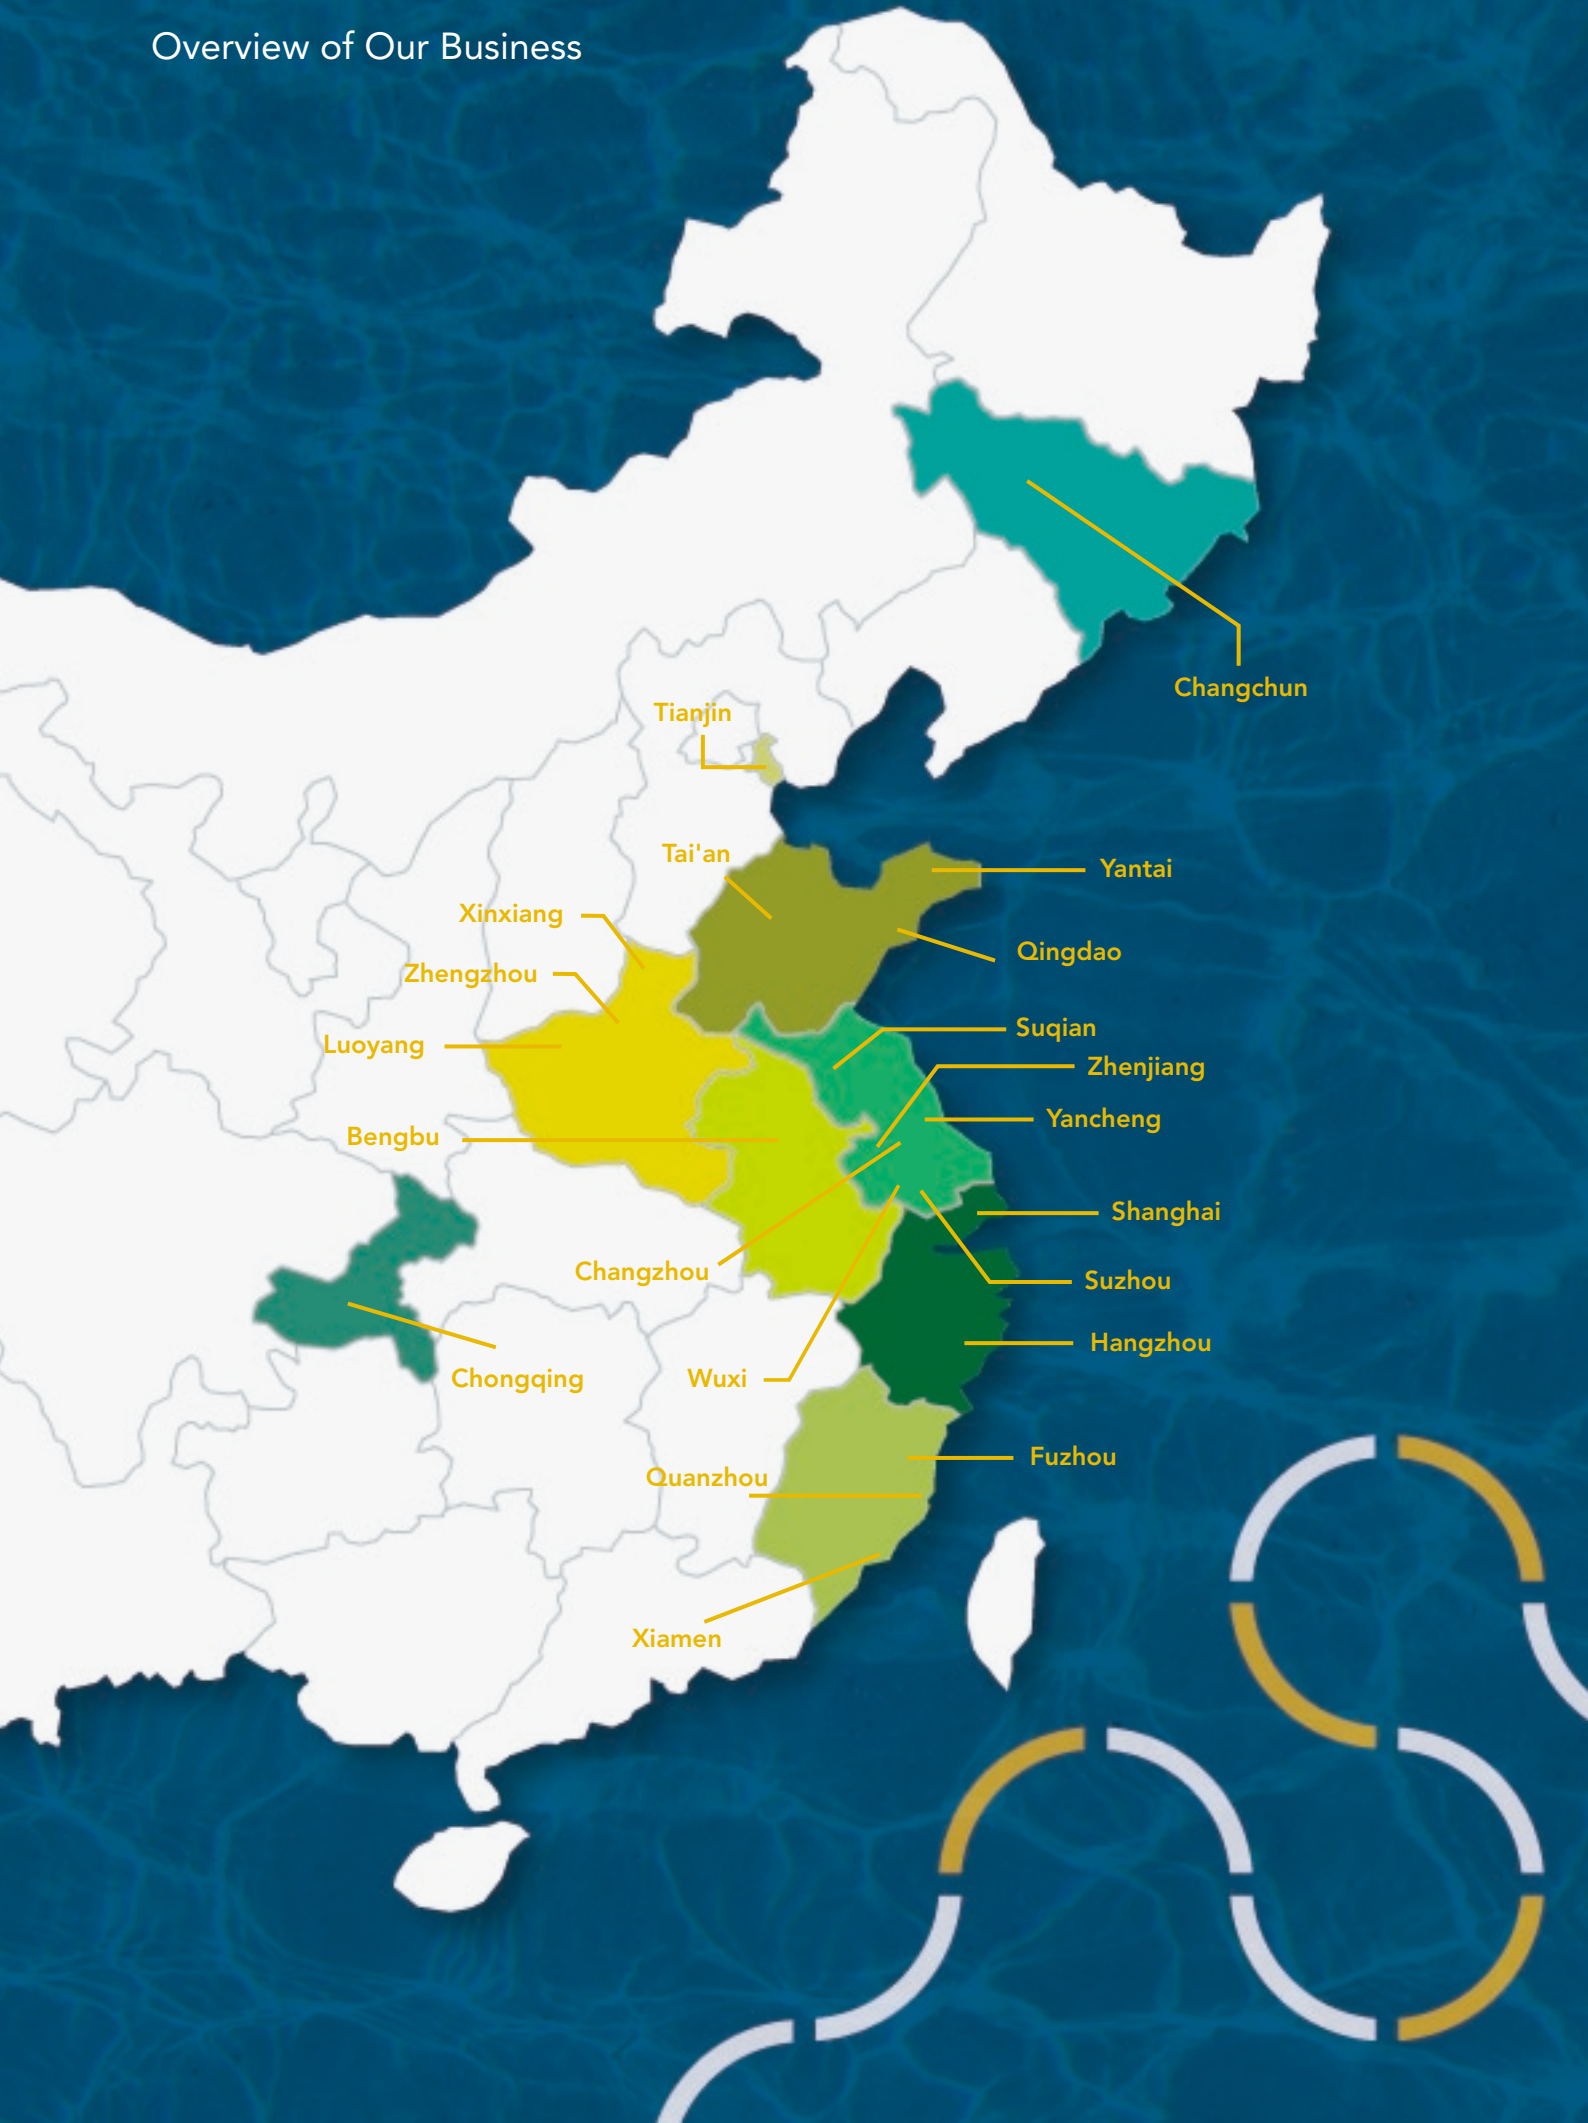 Overview of Our Business
Changchun
Tianjin
Tai'an
Yantai
Xinxiang
Qingdao
Zhengzhou
Suqian
Luoyang
Zhenjiang
Yancheng
Bengbu
Shanghai
Changzhou
Suzhou
Hangzhou
Chongqing
Wuxi
Fuzhou
Quanzhou
Xiamen